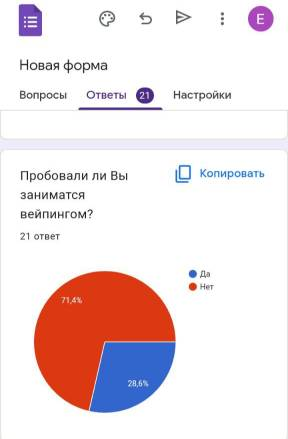 E
Новая форма
Вопросы Ответы 21 Настройки
Пробовали ли Вы
заниматся
вейпингом?
Копировать
21 ответ
Да
Нет
71,4%
28,6%